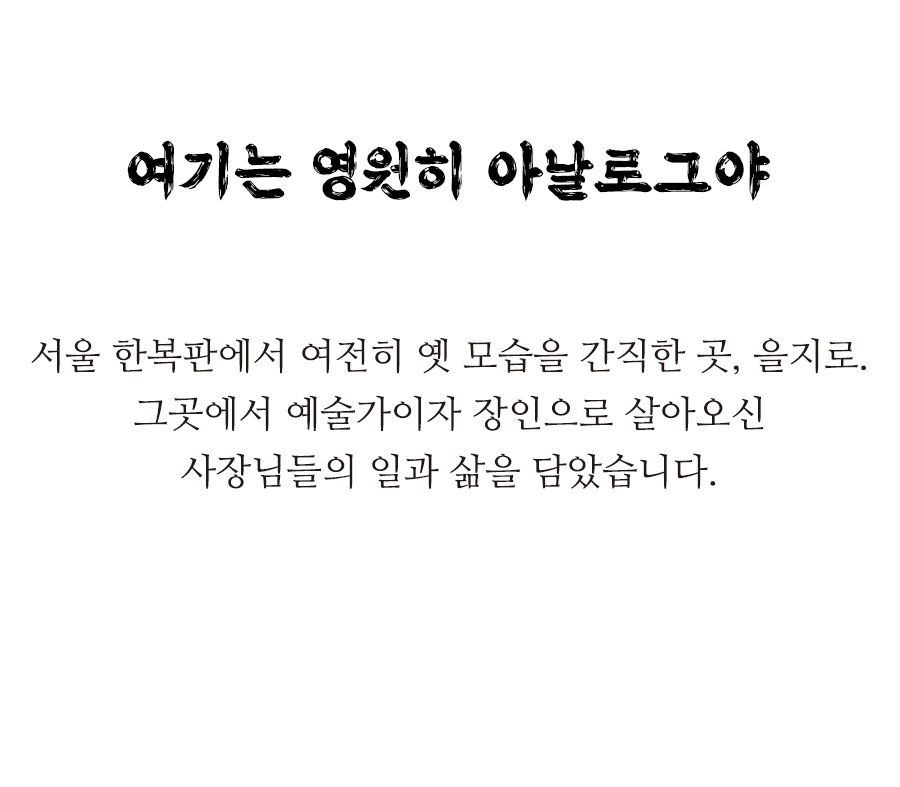 여기는 영원히 아날로그야
서울 한복판에서 여전히 옛 모습을 간직한 곳, 을지로.
그곳에서 예술가이자 장인으로 살아오신
사장님들의 일과 삶을 담았습니다.